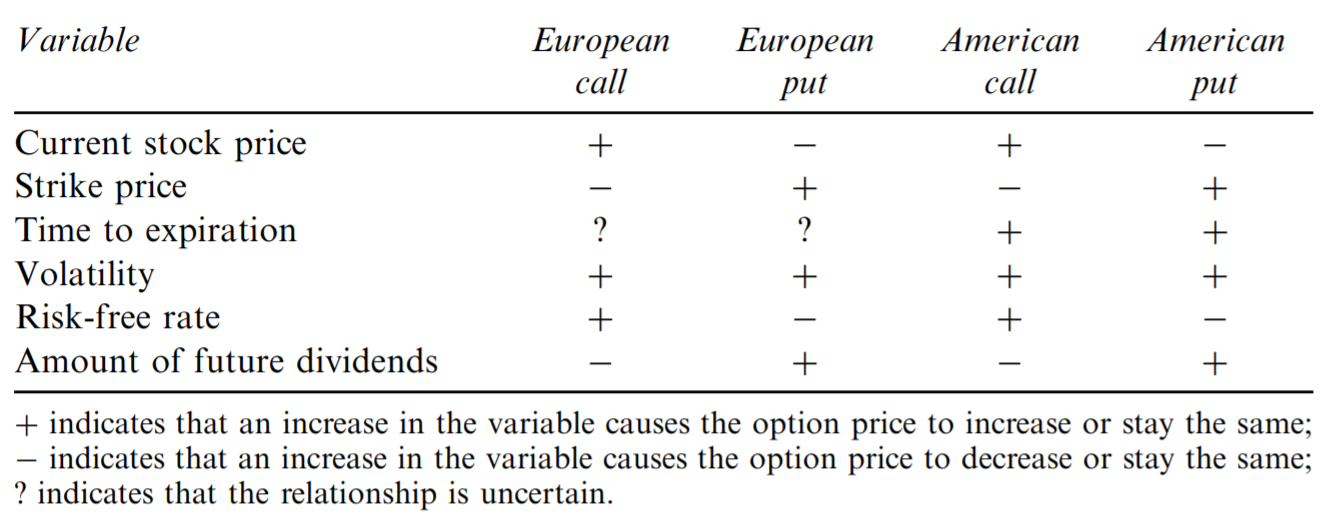 Variable European European American American
call put call put
Current stock price + − + −
Strike price − + − +
Time to expiration ? ? + +
Volatility + + + +
Risk-free rate + − + −
Amount of future dividends − + − +
+ indicates that an increase in the variable causes the option price to increase or stay the same;
− indicates that an increase in the variable causes the option price to decrease or stay the same;
? indicates that the relationship is uncertain.